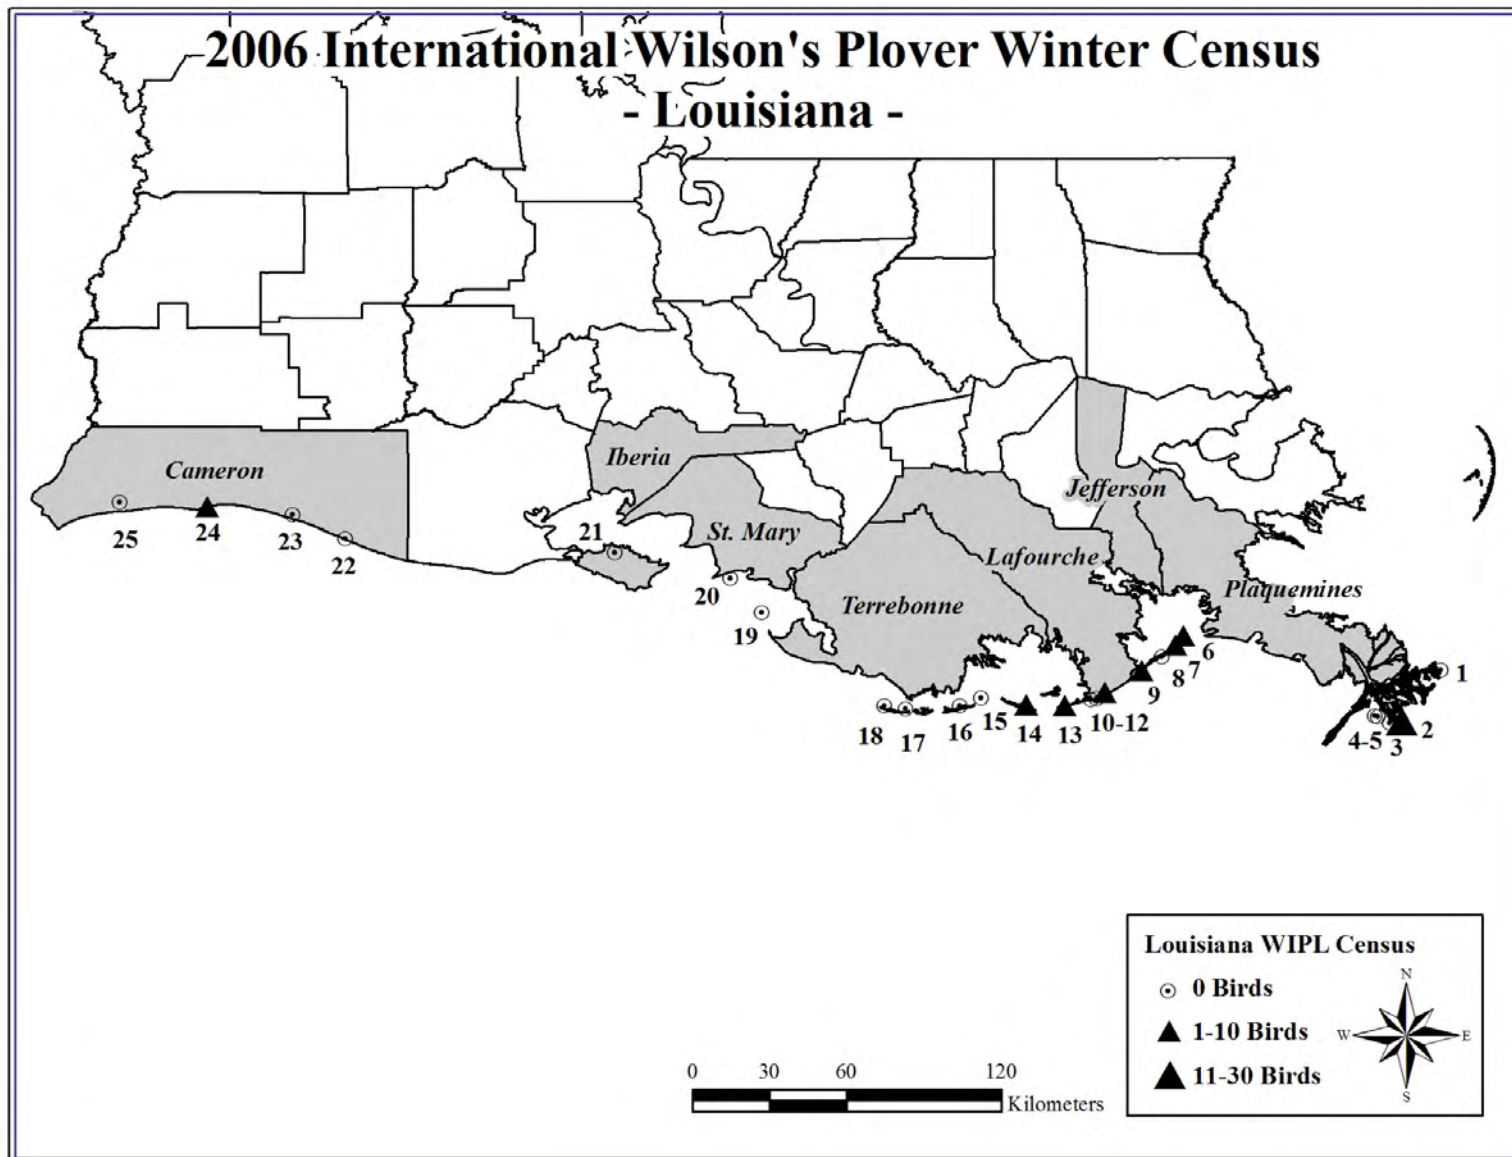 2006 International Wilson's Plover Winter Census
- Louisiana -
Cameron
Iberia
Jefferson
St. Mary
Lafourche
Terrebonne
Plaquemines
25
24
23
22
21
20
19
18
17
16
15
14
13
10-12
9
8
7
6
4-5
3
2
1
Louisiana WIPL Census
0 Birds
1-10 Birds
11-30 Birds
N
W
E
S
0 30 60 120
Kilometers